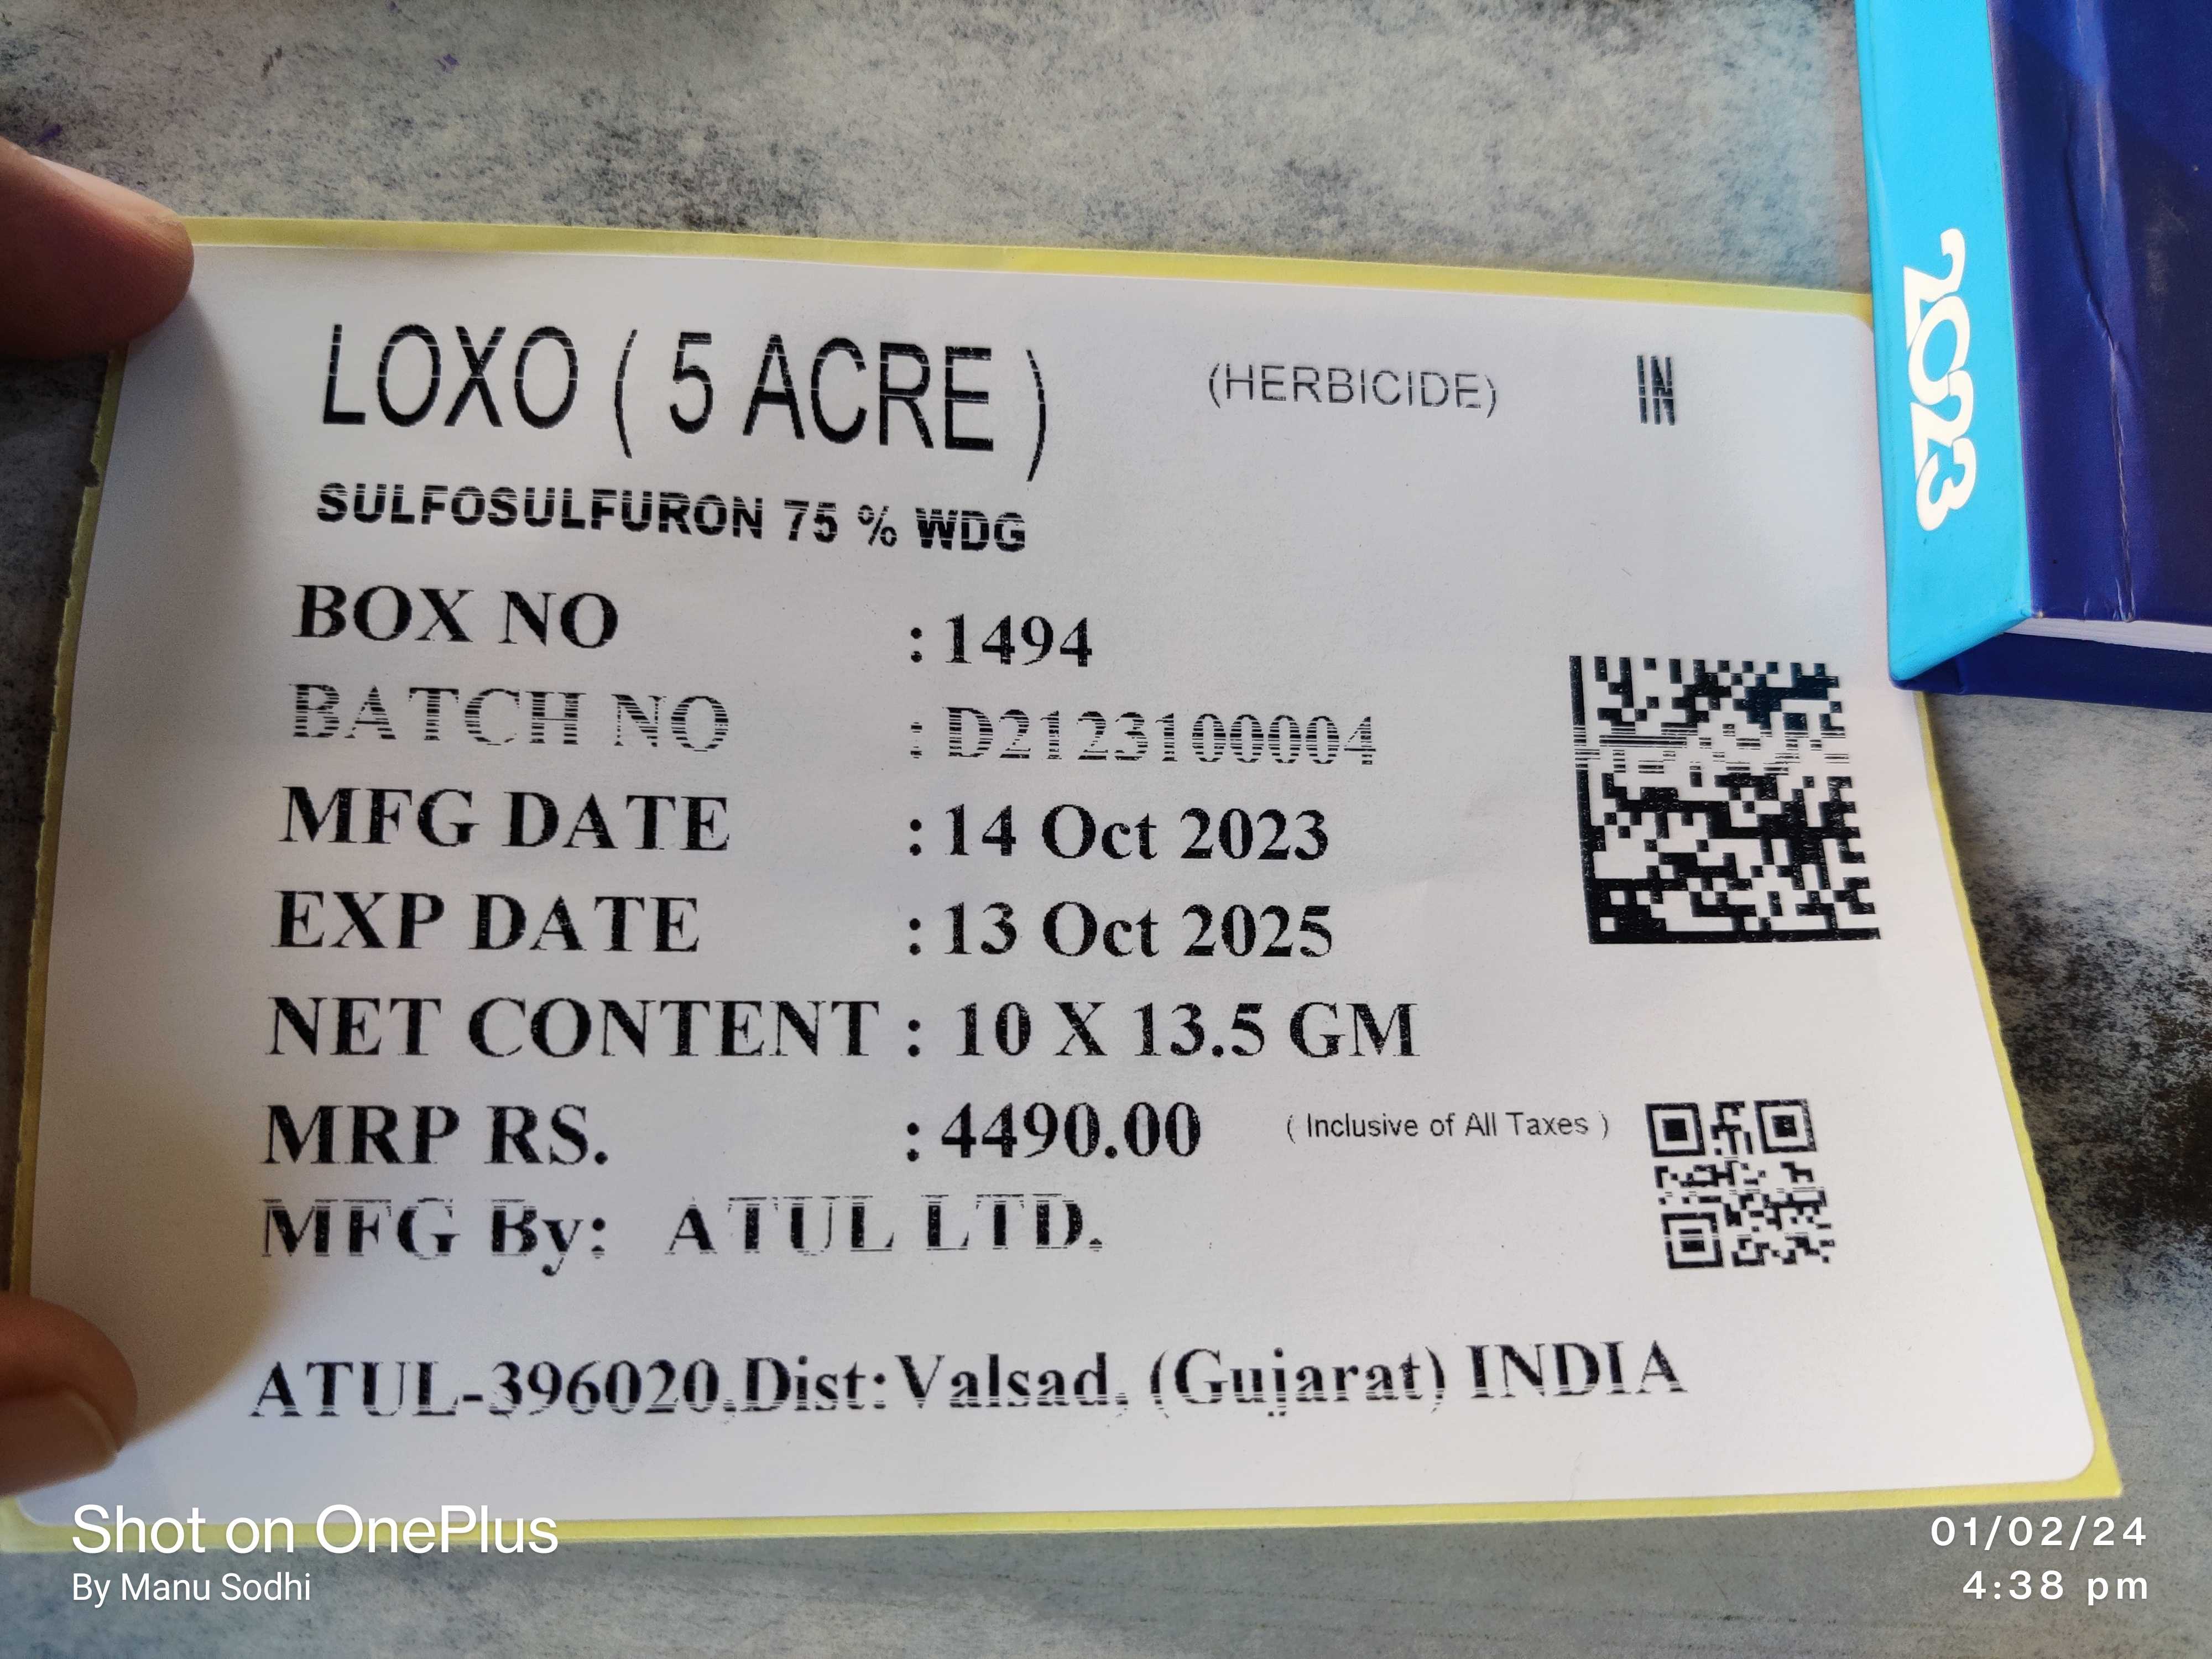 LOXO ( 5 ACRE ) (HERBICIDE) IN
SULFOSULFURON 75 % WDG
BOX NO : 1494
BATCH NO : D2123100004
MFG DATE : 14 Oct 2023
EXP DATE : 13 Oct 2025
NET CONTENT : 10 X 13.5 GM
MRP RS. : 4490.00 ( Inclusive of All Taxes )
MFG By: ATUL LTD.
ATUL-396020,Dist:Valsad, (Gujarat) INDIA
2023
Shot on OnePlus
By Manu Sodhi
01/02/24
4:38 pm